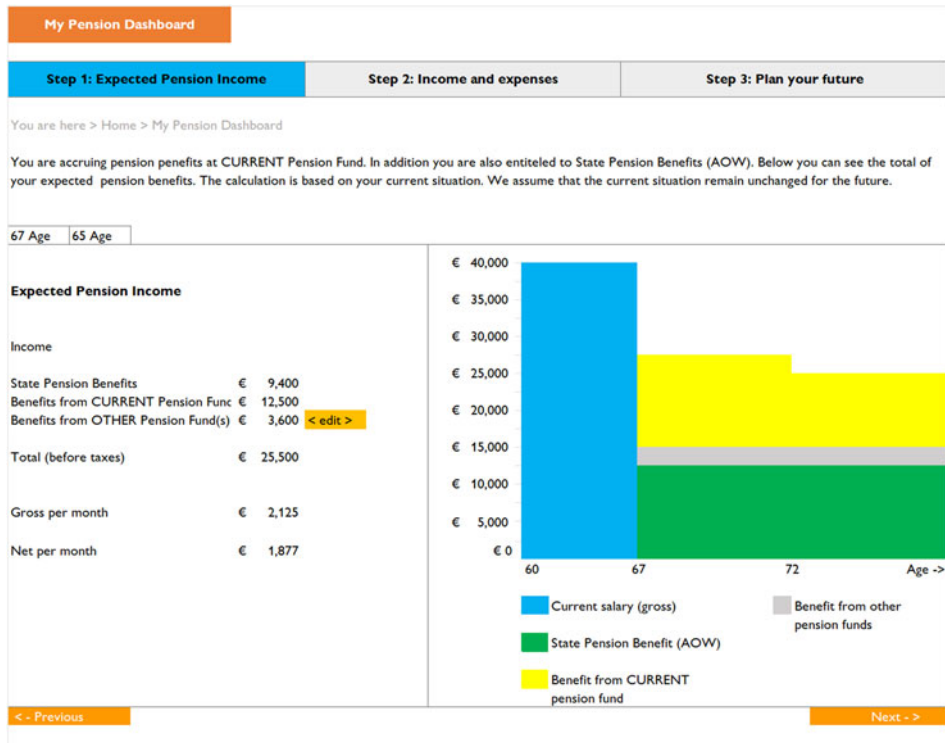 My Pension Dashboard
Step 1: Expected Pension Income
Step 2: Income and expenses
Step 3: Plan your future
You are here > Home > My Pension Dashboard
You are accruing pension penefits at CURRENT Pension Fund. In addition you are also entiteled to State Pension Benefits (AOW). Below you can see the total of
your expected pension benefits. The calculation is based on your current situation. We assume that the current situation remain unchanged for the future.
67 Age
65 Age
Expected Pension Income
Income
State Pension Benefits € 9,400
Benefits from CURRENT Pension Func € 12,500
Benefits from OTHER Pension Fund(s) € 3,600 < edit >
Total (before taxes) € 25,500
Gross per month € 2,125
Net per month € 1,877
€ 40,000
€ 35,000
€ 30,000
€ 25,000
€ 20,000
€ 15,000
€ 10,000
€ 5,000
€ 0
60 67 72 Age ->
Current salary (gross)
State Pension Benefit (AOW)
Benefit from CURRENT
pension fund
Benefit from other
pension funds
< - Previous
Next - >